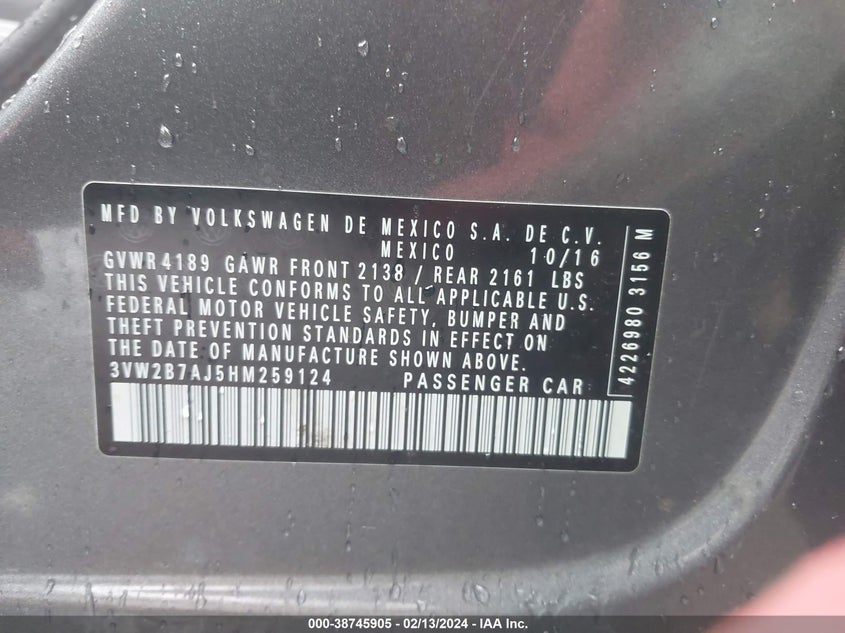 MFD BY VOLKSWAGEN DE MEXICO S.A. DE C.V.
MEXICO 10/16
GVWR 4189 GAWR FRONT 2138 / REAR 2161 LBS
THIS VEHICLE CONFORMS TO ALL APPLICABLE U.S.
FEDERAL MOTOR VEHICLE SAFETY, BUMPER AND
THEFT PREVENTION STANDARDS IN EFFECT ON
THE DATE OF MANUFACTURE SHOWN ABOVE.
3VW2B7AJ5HM259124 PASSENGER CAR
4226980 3156 M
000-38745905 - 02/13/2024 - IAA Inc.